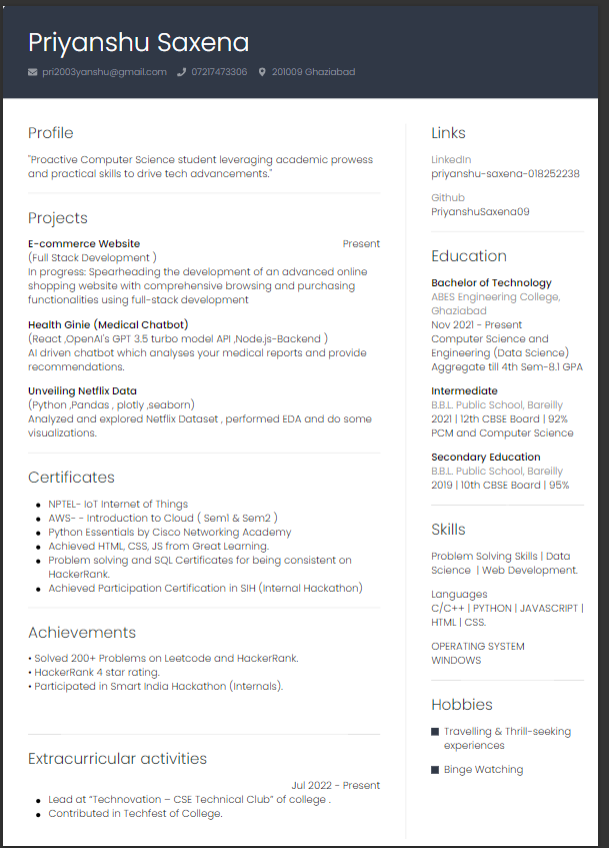 Priyanshu Saxena
pri2003yanshu@gmail.com 07217473306 201009 Ghaziabad
Profile
"Proactive Computer Science student leveraging academic prowess
and practical skills to drive tech advancements."
Projects
E-commerce Website Present
(Full Stack Development )
In progress: Spearheading the development of an advanced online
shopping website with comprehensive browsing and purchasing
functionalities using full-stack development
Health Ginie (Medical Chatbot)
(React ,OpenAI's GPT 3.5 turbo model API ,Node.js-Backend )
AI driven chatbot which analyses your medical reports and provide
recommendations.
Unveiling Netflix Data
(Python ,Pandas , plotly ,seaborn)
Analyzed and explored Netflix Dataset , performed EDA and do some
visualizations.
Certificates
• NPTEL- IoT Internet of Things
• AWS- - Introduction to Cloud ( Sem1 & Sem2 )
• Python Essentials by Cisco Networking Academy
• Achieved HTML, CSS, JS from Great Learning.
• Problem solving and SQL Certificates for being consistent on
HackerRank.
• Achieved Participation Certification in SIH (Internal Hackathon)
Achievements
• Solved 200+ Problems on Leetcode and HackerRank.
• HackerRank 4 star rating.
• Participated in Smart India Hackathon (Internals).
Extracurricular activities
Jul 2022 - Present
• Lead at “Technovation – CSE Technical Club” of college .
• Contributed in Techfest of College.
Links
LinkedIn
priyanshu-saxena-018252238
Github
PriyanshuSaxena09
Education
Bachelor of Technology
ABES Engineering College,
Ghaziabad
Nov 2021 - Present
Computer Science and
Engineering (Data Science)
Aggregate till 4th Sem-8.1 GPA
Intermediate
B.B.L. Public School, Bareilly
2021 | 12th CBSE Board | 92%
PCM and Computer Science
Secondary Education
B.B.L. Public School, Bareilly
2019 | 10th CBSE Board | 95%
Skills
Problem Solving Skills | Data
Science | Web Development.
Languages
C/C++ | PYTHON | JAVASCRIPT |
HTML | CSS.
OPERATING SYSTEM
WINDOWS
Hobbies
Travelling & Thrill-seeking
experiences
Binge Watching